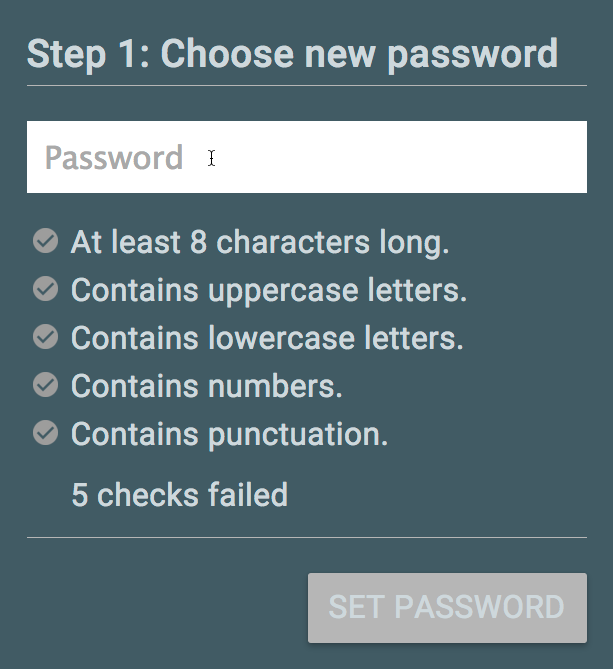 Step 1: Choose new password
Password
At least 8 characters long.
Contains uppercase letters.
Contains lowercase letters.
Contains numbers.
Contains punctuation.
5 checks failed
SET PASSWORD